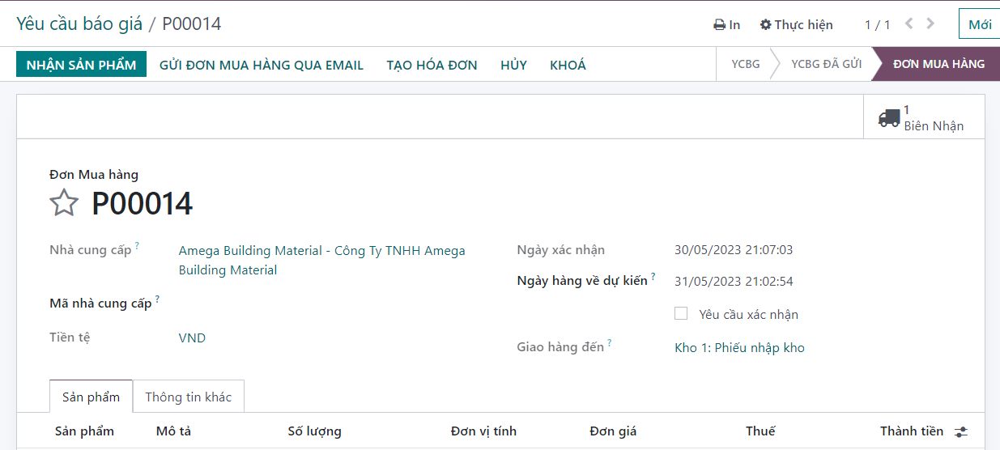 Yêu cầu báo giá / P00014
In
Thực hiện
1 / 1
Mới
NHẬN SẢN PHẨM
GỬI ĐƠN MUA HÀNG QUA EMAIL
TẠO HÓA ĐƠN
HỦY
KHOÁ
YCBG
YCBG ĐÃ GỬI
ĐƠN MUA HÀNG
1
Biên Nhận
Đơn Mua hàng
P00014
Nhà cung cấp ?
Amega Building Material - Công Ty TNHH Amega
Building Material
Mã nhà cung cấp ?
Tiền tệ
VND
Ngày xác nhận
30/05/2023 21:07:03
Ngày hàng về dự kiến ?
31/05/2023 21:02:54
Yêu cầu xác nhận
Giao hàng đến ?
Kho 1: Phiếu nhập kho
Sản phẩm
Thông tin khác
Sản phẩm
Mô tả
Số lượng
Đơn vị tính
Đơn giá
Thuế
Thành tiền